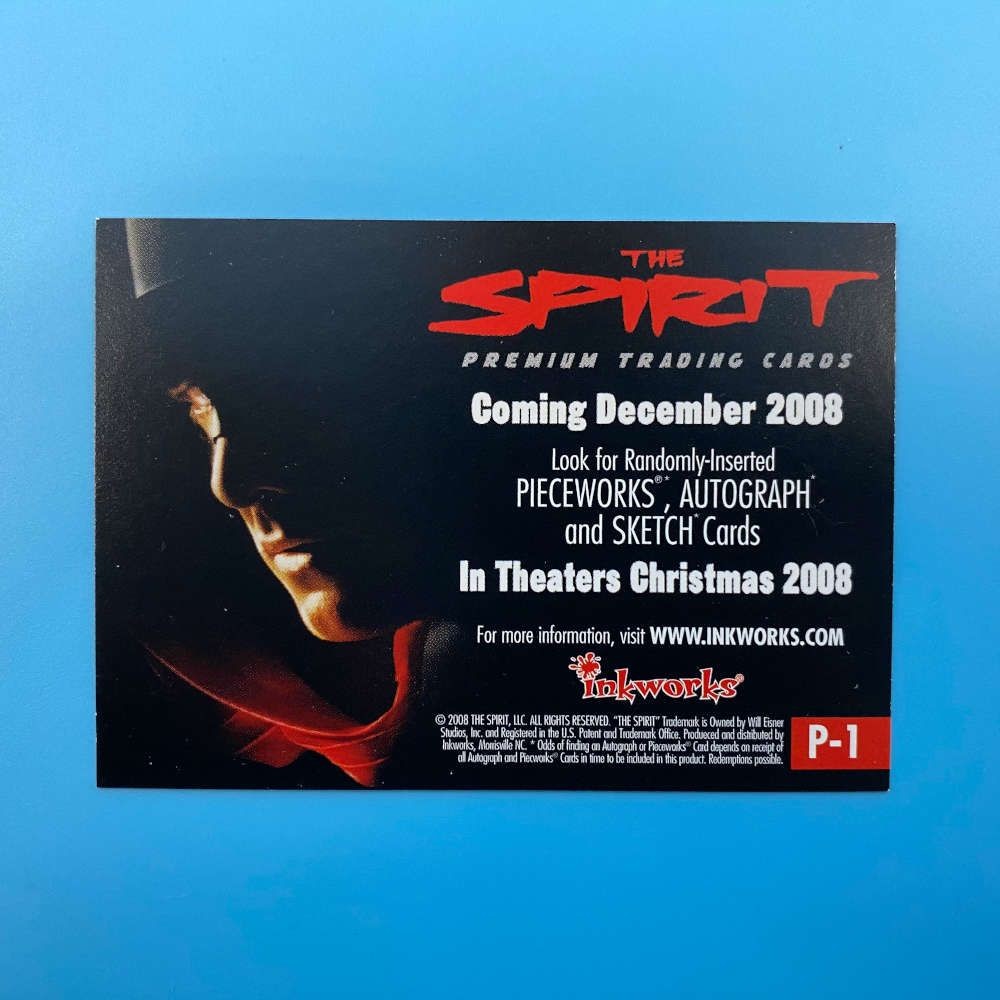 THE
SPIRIT
PREMIUM TRADING CARDS
Coming December 2008
Look for Randomly-Inserted
PIECEWORKS®*, AUTOGRAPH*
and SKETCH* Cards
In Theaters Christmas 2008
For more information, visit WWW.INKWORKS.COM
inkworks®
© 2008 THE SPIRIT, LLC. ALL RIGHTS RESERVED. "THE SPIRIT" Trademark is Owned by Will Eisner
Studios, Inc. and Registered in the U.S. Patent and Trademark Office. Produeced and distributed by
Inkworks, Morrisville NC. * Odds of finding an Autograph or Pieceworks® Card depends on receipt of
all Autograph and Piecworks® Cards in time to be included in this product. Redemptions possible.
P-1